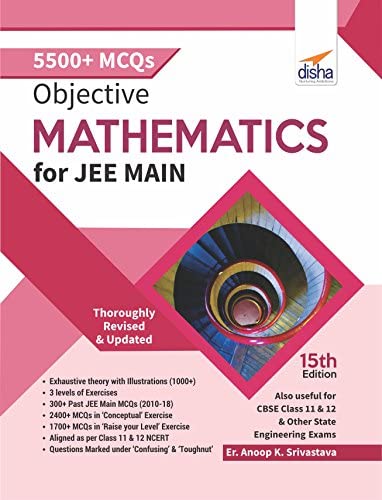 5500+ MCQs
disha
Nurturing Ambitions
Objective
MATHEMATICS
for JEE MAIN
Thoroughly
Revised
& Updated
15th
Edition
• Exhaustive theory with Illustrations (1000+)
• 3 levels of Exercises
• 300+ Past JEE Main MCQs (2010-18)
• 2400+ MCQs in 'Conceptual' Exercise
• 1700+ MCQs in 'Raise your Level' Exercise
• Aligned as per Class 11 & 12 NCERT
• Questions Marked under 'Confusing' & 'Toughnut'
Also useful for
CBSE Class 11 & 12
& Other State
Engineering Exams
Er. Anoop K. Srivastava